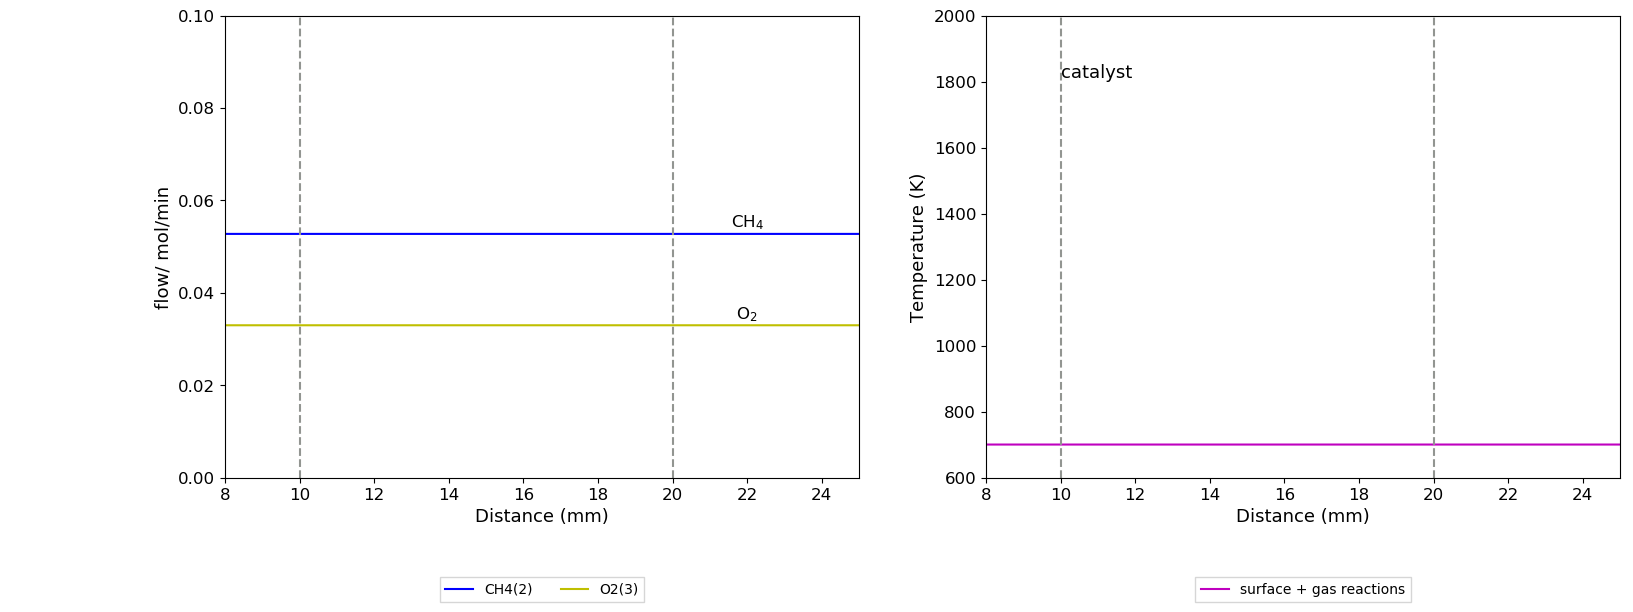 0.10
0.08
0.06
0.04
0.02
0.00
flow/ mol/min
CH₄
O₂
8 10 12 14 16 18 20 22 24
Distance (mm)
CH4(2) O2(3)
2000
1800
1600
1400
1200
1000
800
600
Temperature (K)
catalyst
8 10 12 14 16 18 20 22 24
Distance (mm)
surface + gas reactions